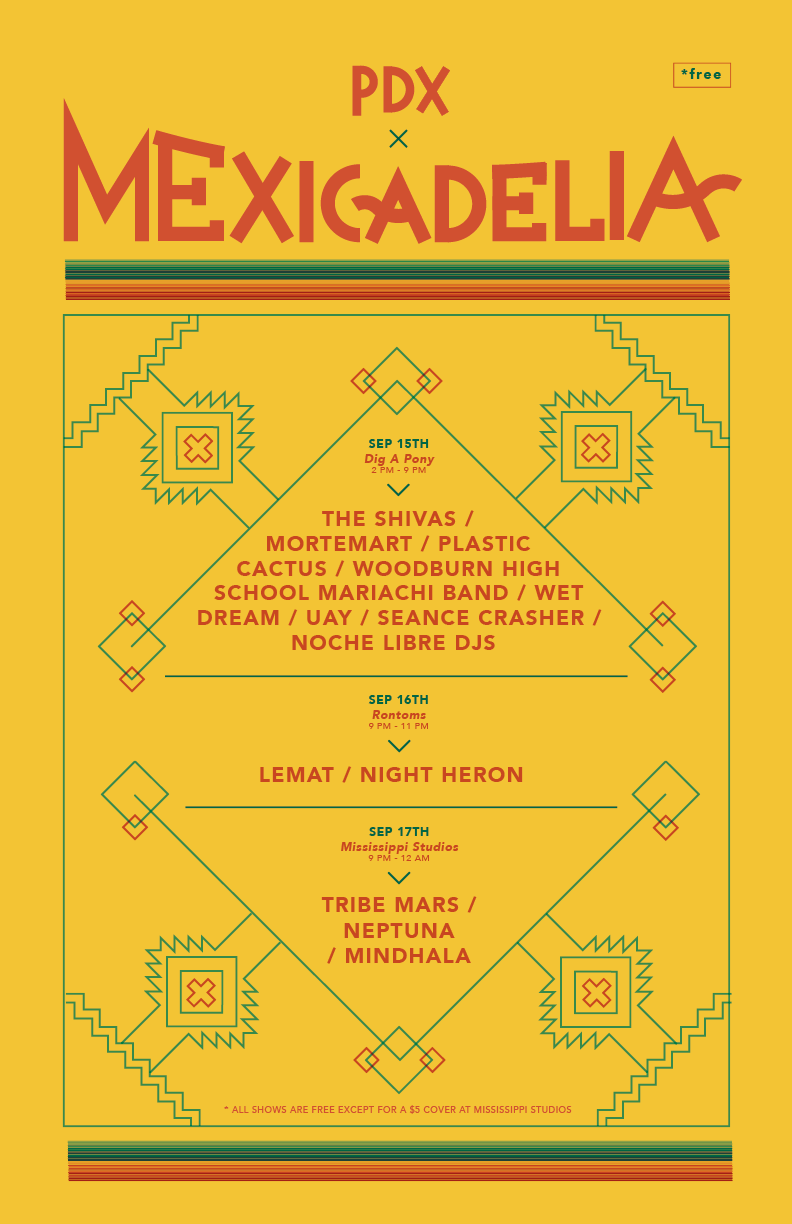 PDX
*free
×
MEXICADELIA
SEP 15TH
Dig A Pony
2 PM - 9 PM
THE SHIVAS /
MORTEMART / PLASTIC
CACTUS / WOODBURN HIGH
SCHOOL MARIACHI BAND / WET
DREAM / UAY / SEANCE CRASHER /
NOCHE LIBRE DJS
SEP 16TH
Rontoms
9 PM - 11 PM
LEMAT / NIGHT HERON
SEP 17TH
Mississippi Studios
9 PM - 12 AM
TRIBE MARS /
NEPTUNA
/ MINDHALA
* ALL SHOWS ARE FREE EXCEPT FOR A $5 COVER AT MISSISSIPPI STUDIOS